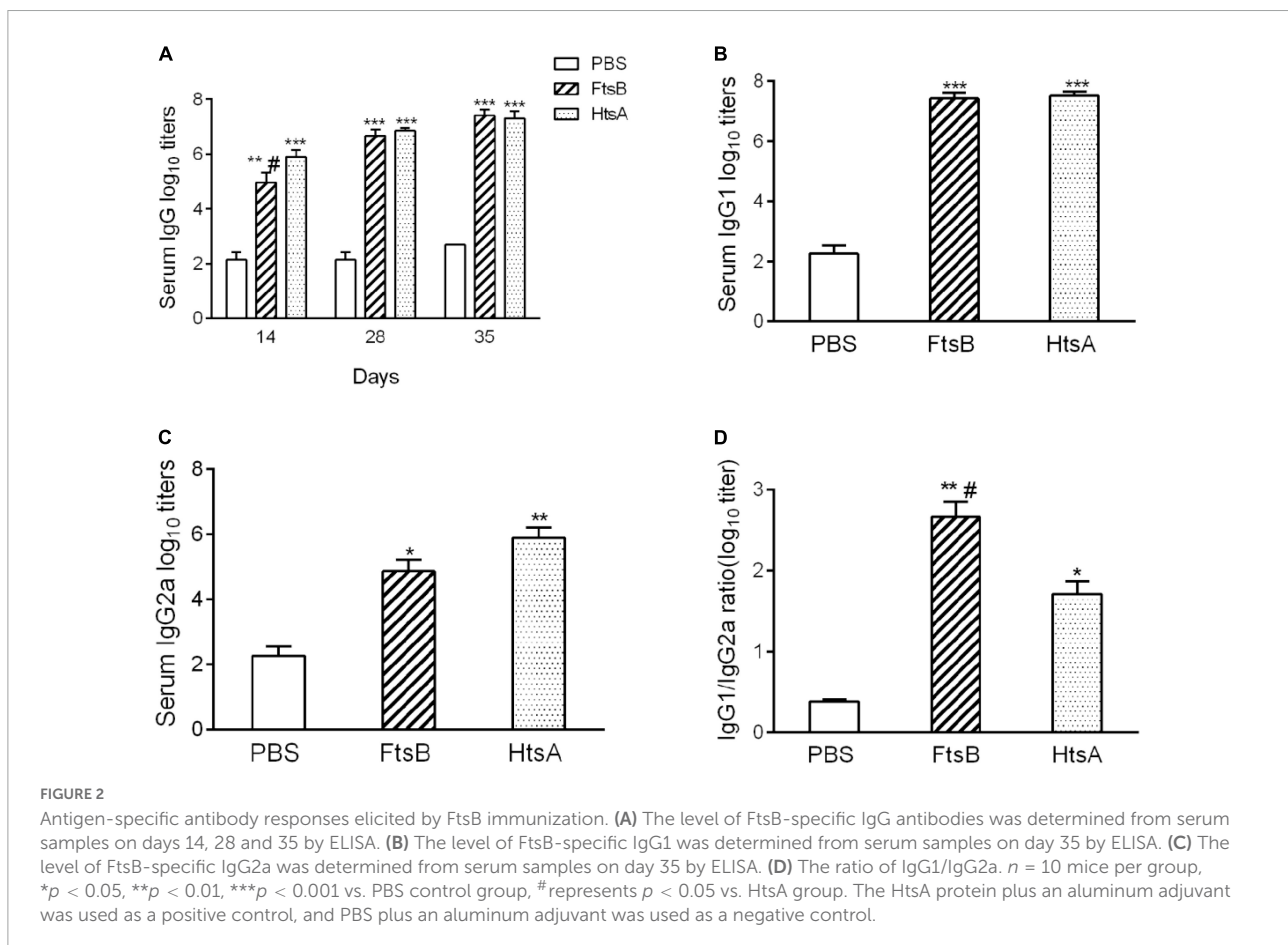 A
PBS
FtsB
HtsA
Serum IgG log10 titers
8
6
4
2
0
** #
***
***
***
***
***
14
28
35
Days
B
Serum IgG1 log10 titers
8
6
4
2
0
***
***
PBS
FtsB
HtsA
C
Serum IgG2a log10 titers
8
6
4
2
0
*
**
PBS
FtsB
HtsA
D
IgG1/IgG2a ratio(log10 titer)
3
2
1
0
** #
*
PBS
FtsB
HtsA
FIGURE 2
Antigen-specific antibody responses elicited by FtsB immunization. (A) The level of FtsB-specific IgG antibodies was determined from serum
samples on days 14, 28 and 35 by ELISA. (B) The level of FtsB-specific IgG1 was determined from serum samples on day 35 by ELISA. (C) The
level of FtsB-specific IgG2a was determined from serum samples on day 35 by ELISA. (D) The ratio of IgG1/IgG2a. n = 10 mice per group,
*p < 0.05, **p < 0.01, ***p < 0.001 vs. PBS control group, #represents p < 0.05 vs. HtsA group. The HtsA protein plus an aluminum adjuvant
was used as a positive control, and PBS plus an aluminum adjuvant was used as a negative control.